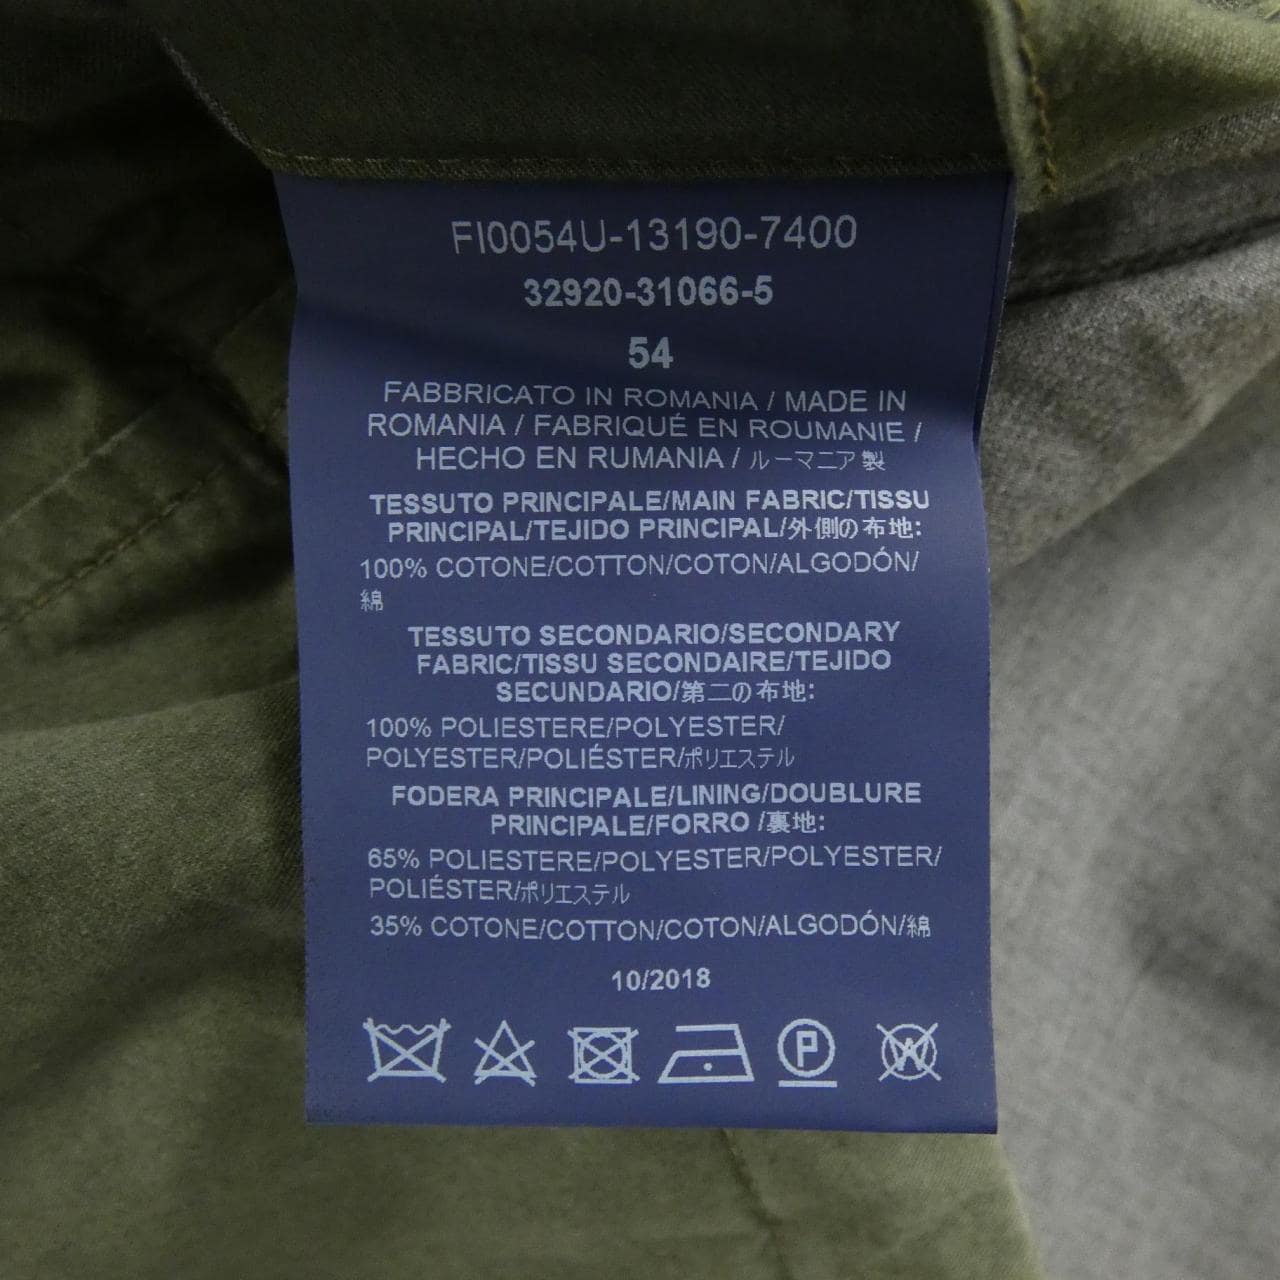 FI0054U-13190-7400
32920-31066-5
54
FABBRICATO IN ROMANIA / MADE IN
ROMANIA / FABRIQUÉ EN ROUMANIE /
HECHO EN RUMANIA / ルーマニア製
TESSUTO PRINCIPALE/MAIN FABRIC/TISSU
PRINCIPAL/TEJIDO PRINCIPAL/外側の布地:
100% COTONE/COTTON/COTON/ALGODÓN/
綿
TESSUTO SECONDARIO/SECONDARY
FABRIC/TISSU SECONDAIRE/TEJIDO
SECUNDARIO/第二の布地:
100% POLIESTERE/POLYESTER/
POLYESTER/POLIÉSTER/ポリエステル
FODERA PRINCIPALE/LINING/DOUBLURE
PRINCIPALE/FORRO /裏地:
65% POLIESTERE/POLYESTER/POLYESTER/
POLIÉSTER/ポリエステル
35% COTONE/COTTON/COTON/ALGODÓN/綿
10/2018
P W